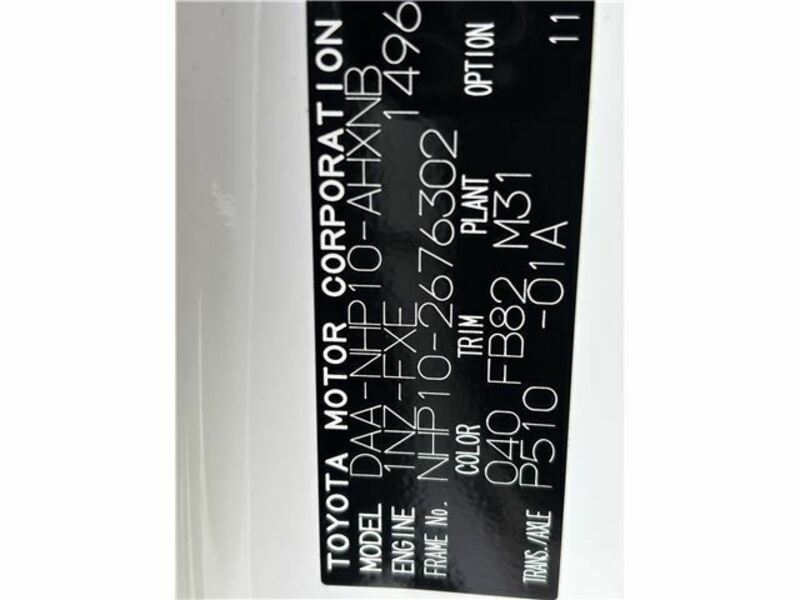 TOYOTA MOTOR CORPORATION
MODEL DAA-NHP10-AHXNB
ENGINE 1NZ-FXE 1496
FRAME No. NHP10-2676302
COLOR TRIM PLANT OPTION
040 FB82 M31 11
TRANS./AXLE P510 -01A